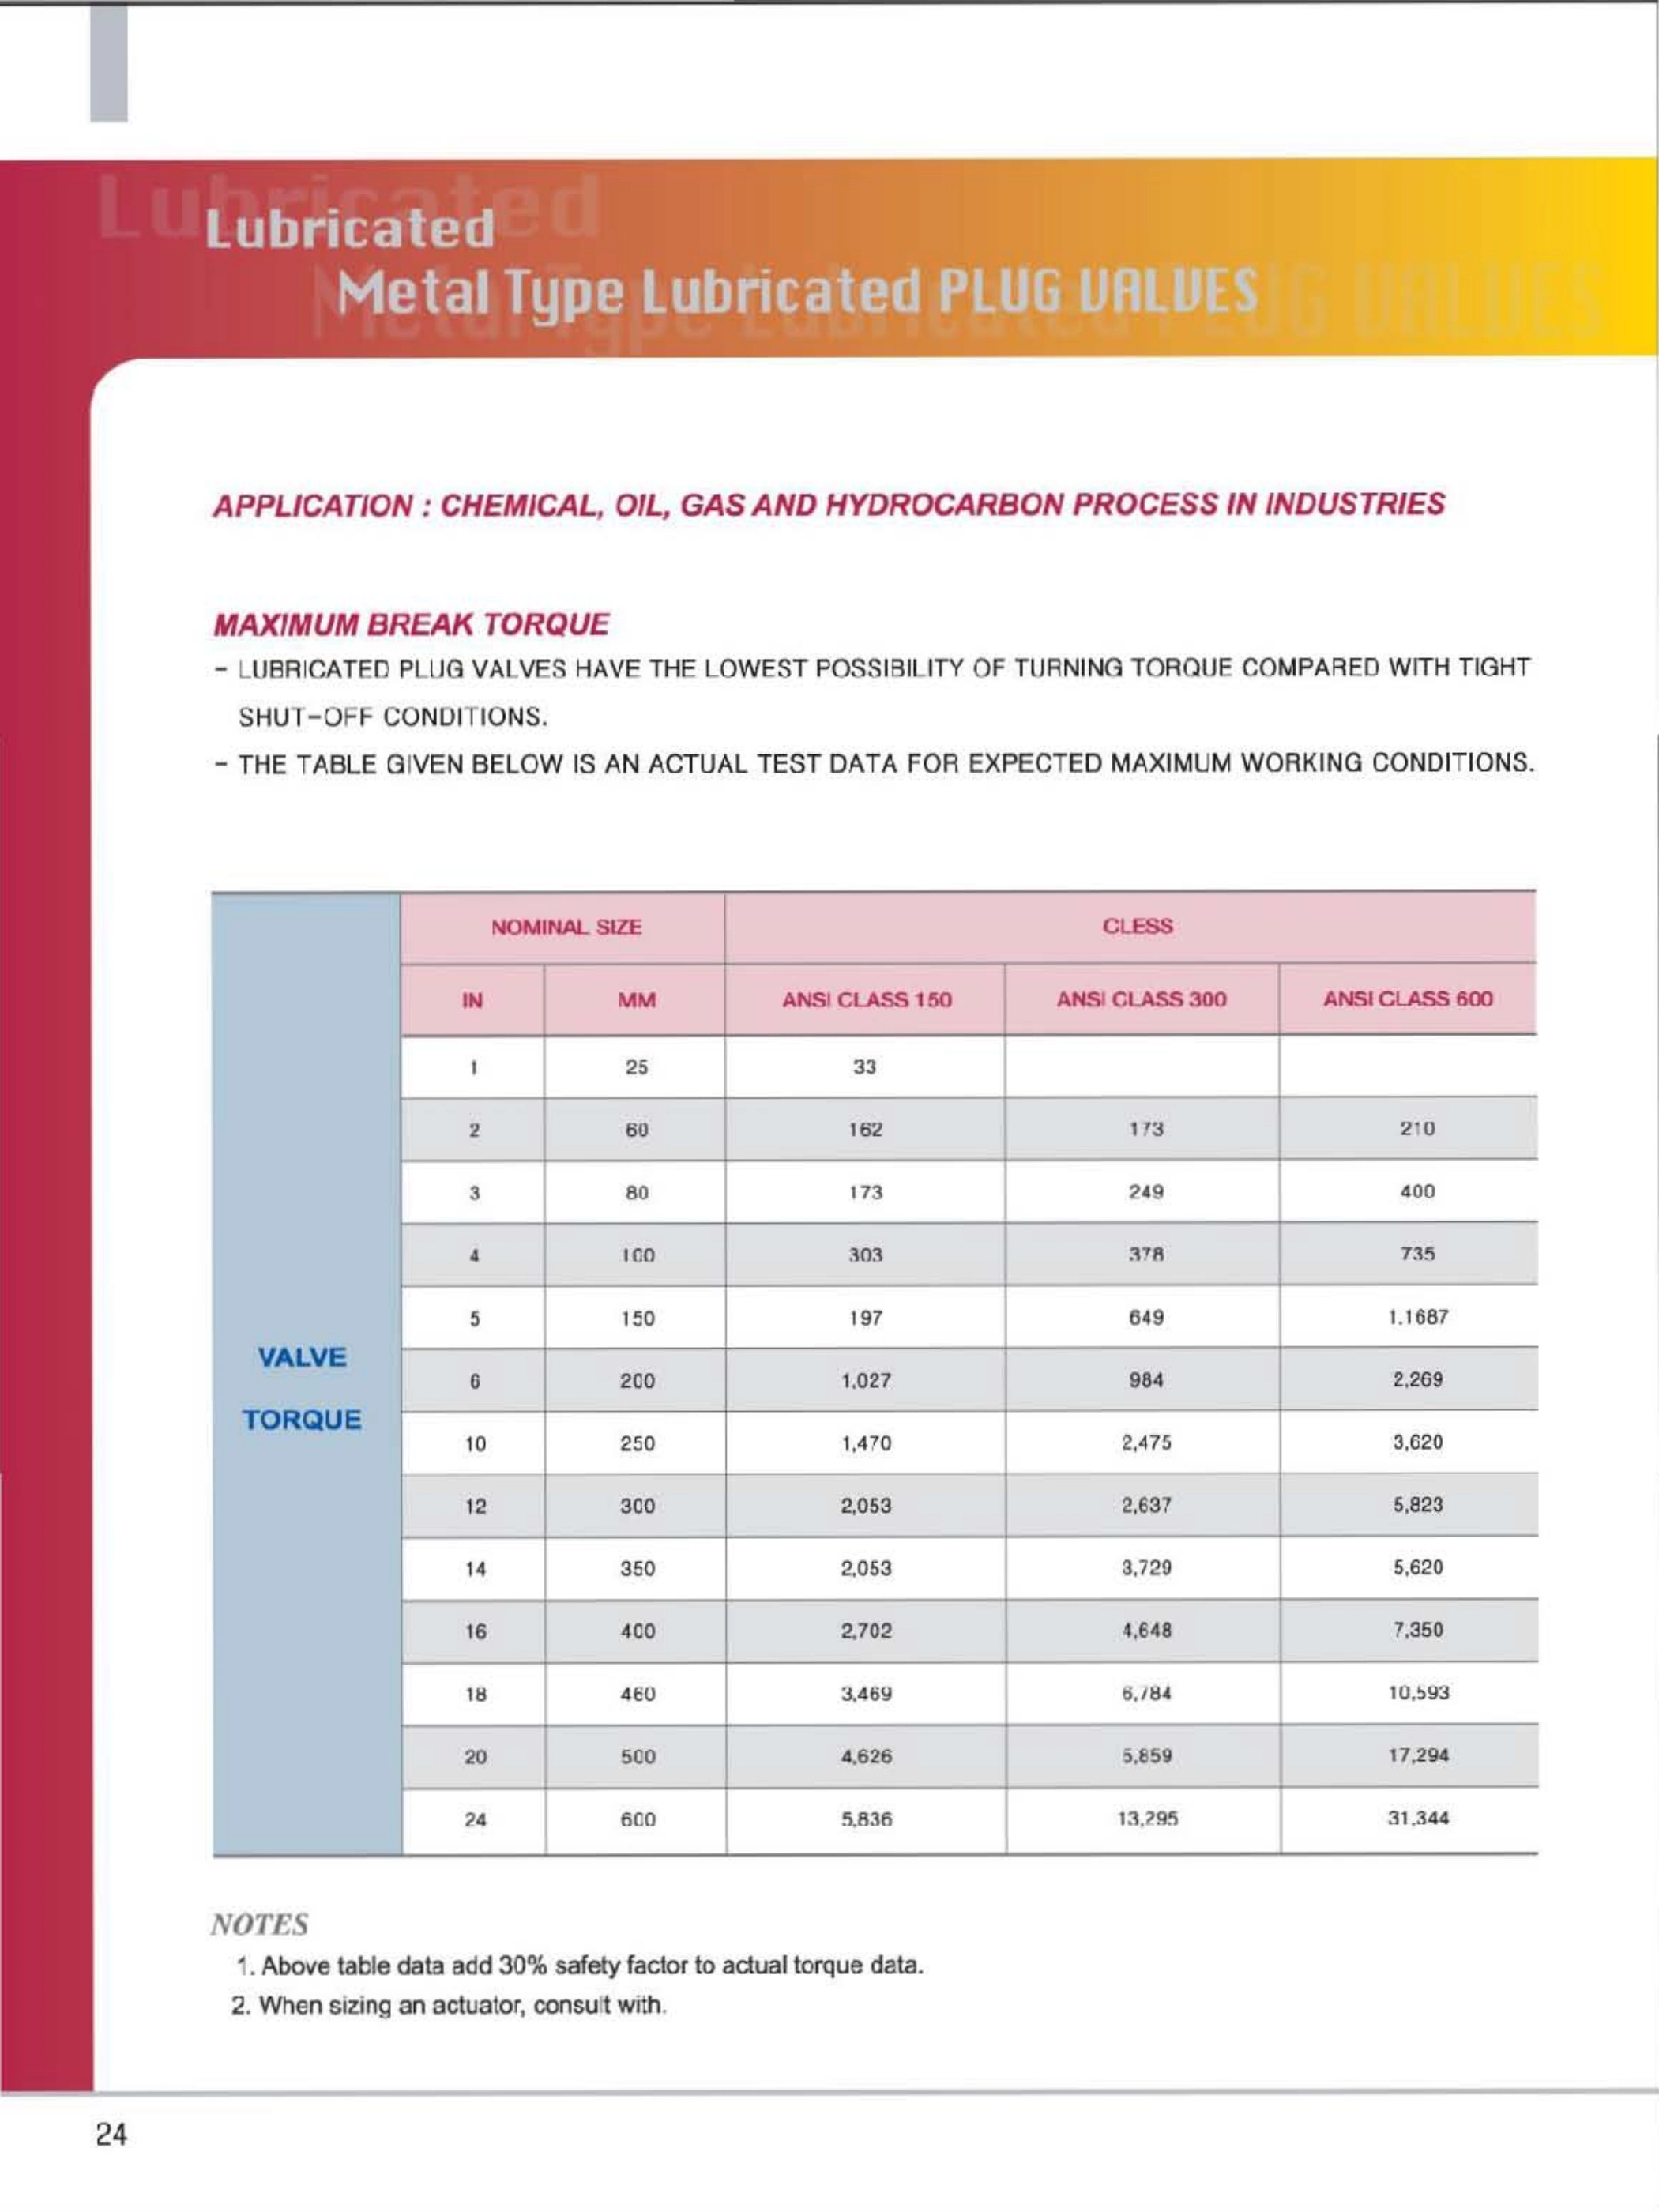 Lubricated
Metal Type Lubricated PLUG VALVES
APPLICATION : CHEMICAL, OIL, GAS AND HYDROCARBON PROCESS IN INDUSTRIES
MAXIMUM BREAK TORQUE
- LUBRICATED PLUG VALVES HAVE THE LOWEST POSSIBILITY OF TURNING TORQUE COMPARED WITH TIGHT
SHUT-OFF CONDITIONS.
- THE TABLE GIVEN BELOW IS AN ACTUAL TEST DATA FOR EXPECTED MAXIMUM WORKING CONDITIONS.
VALVE
TORQUE
NOMINAL SIZE CLESS
IN MM ANSI CLASS 150 ANSI CLASS 300 ANSI CLASS 600
1 25 33
2 60 162 173 210
3 80 173 249 400
4 100 303 378 735
5 150 197 649 1.1687
6 200 1,027 984 2,269
10 250 1,470 2,475 3,620
12 300 2,053 2,637 5,823
14 350 2,053 3,729 5,620
16 400 2,702 4,648 7,350
18 460 3,469 6,784 10,593
20 500 4,626 5,859 17,294
24 600 5,836 13,295 31,344
NOTES
1. Above table data add 30% safety factor to actual torque data.
2. When sizing an actuator, consult with.
24